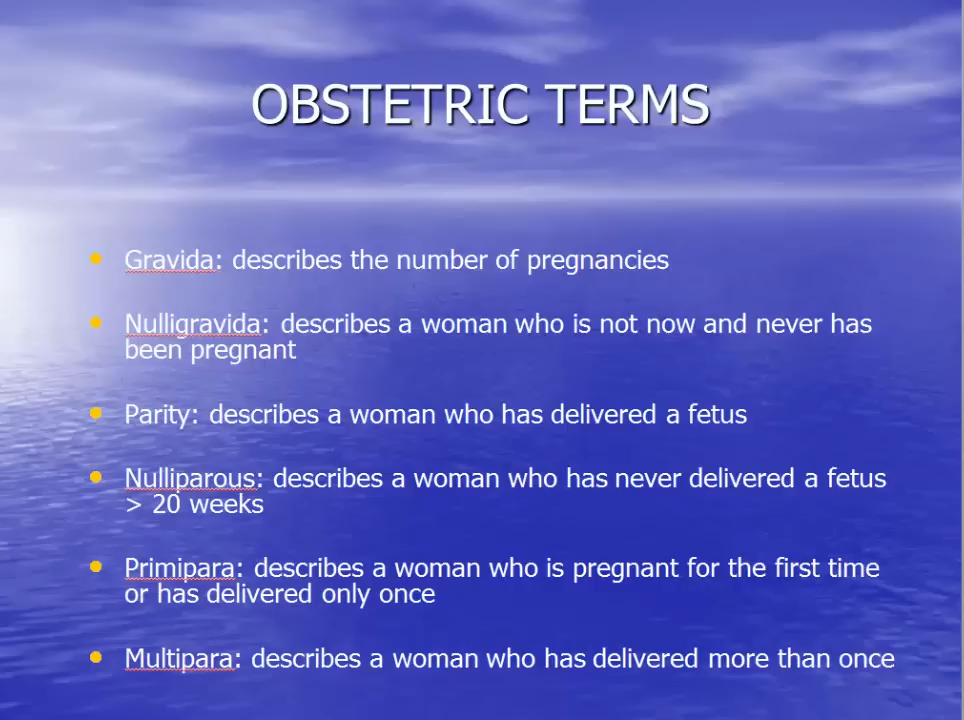 OBSTETRIC TERMS
• Gravida: describes the number of pregnancies
• Nulligravida: describes a woman who is not now and never has
been pregnant
• Parity: describes a woman who has delivered a fetus
• Nulliparous: describes a woman who has never delivered a fetus
> 20 weeks
• Primipara: describes a woman who is pregnant for the first time
or has delivered only once
• Multipara: describes a woman who has delivered more than once